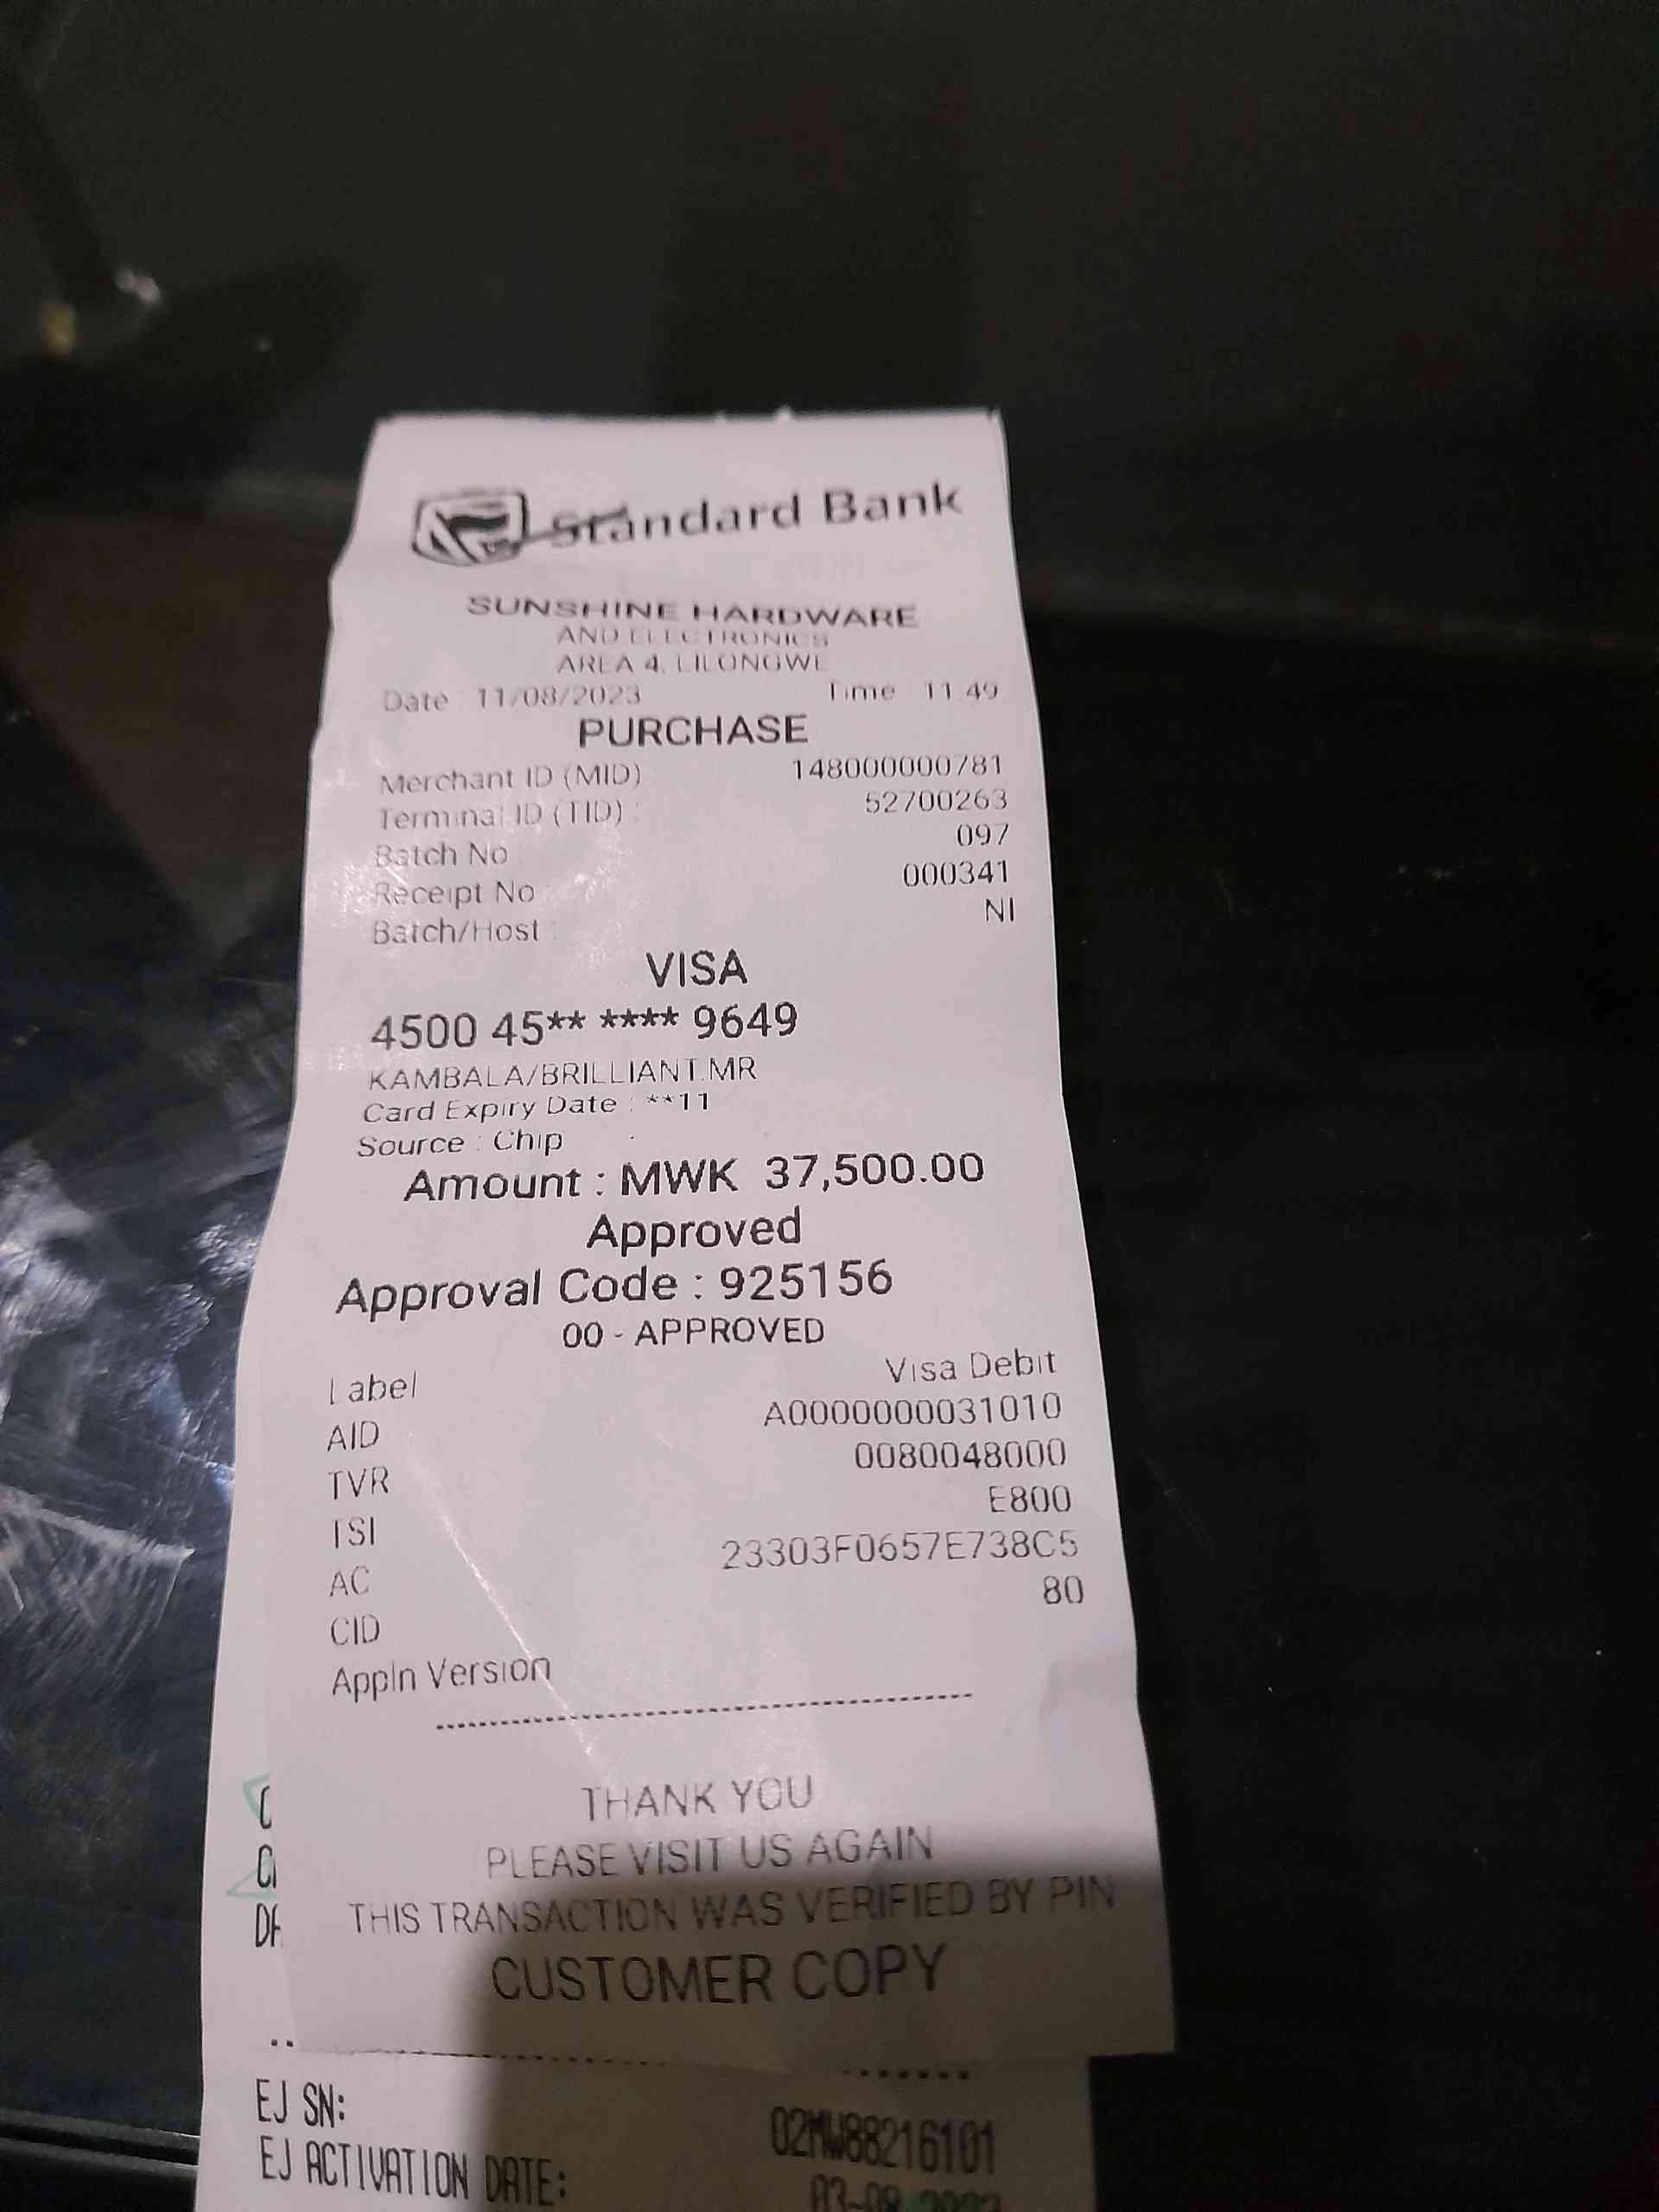 Standard Bank
SUNSHINE HARDWARE
AND ELECTRONICS
AREA 4, LILONGWE
Date : 11/08/2023 Time 11:49
PURCHASE
Merchant ID (MID) 148000000781
Terminal ID (TID) : 52700263
Batch No 097
Receipt No 000341
Batch/Host : NI
VISA
4500 45** **** 9649
KAMBALA/BRILLIANT.MR
Card Expiry Date : **11
Source : Chip
Amount : MWK 37,500.00
Approved
Approval Code : 925156
00 - APPROVED
Label Visa Debit
AID A0000000031010
TVR 0080048000
TSI E800
AC 23303F0657E738C5
CID 80
Appln Version
THANK YOU
PLEASE VISIT US AGAIN
THIS TRANSACTION WAS VERIFIED BY PIN
CUSTOMER COPY
EJ SN: 02MW88216101
EJ ACTIVATION DATE: